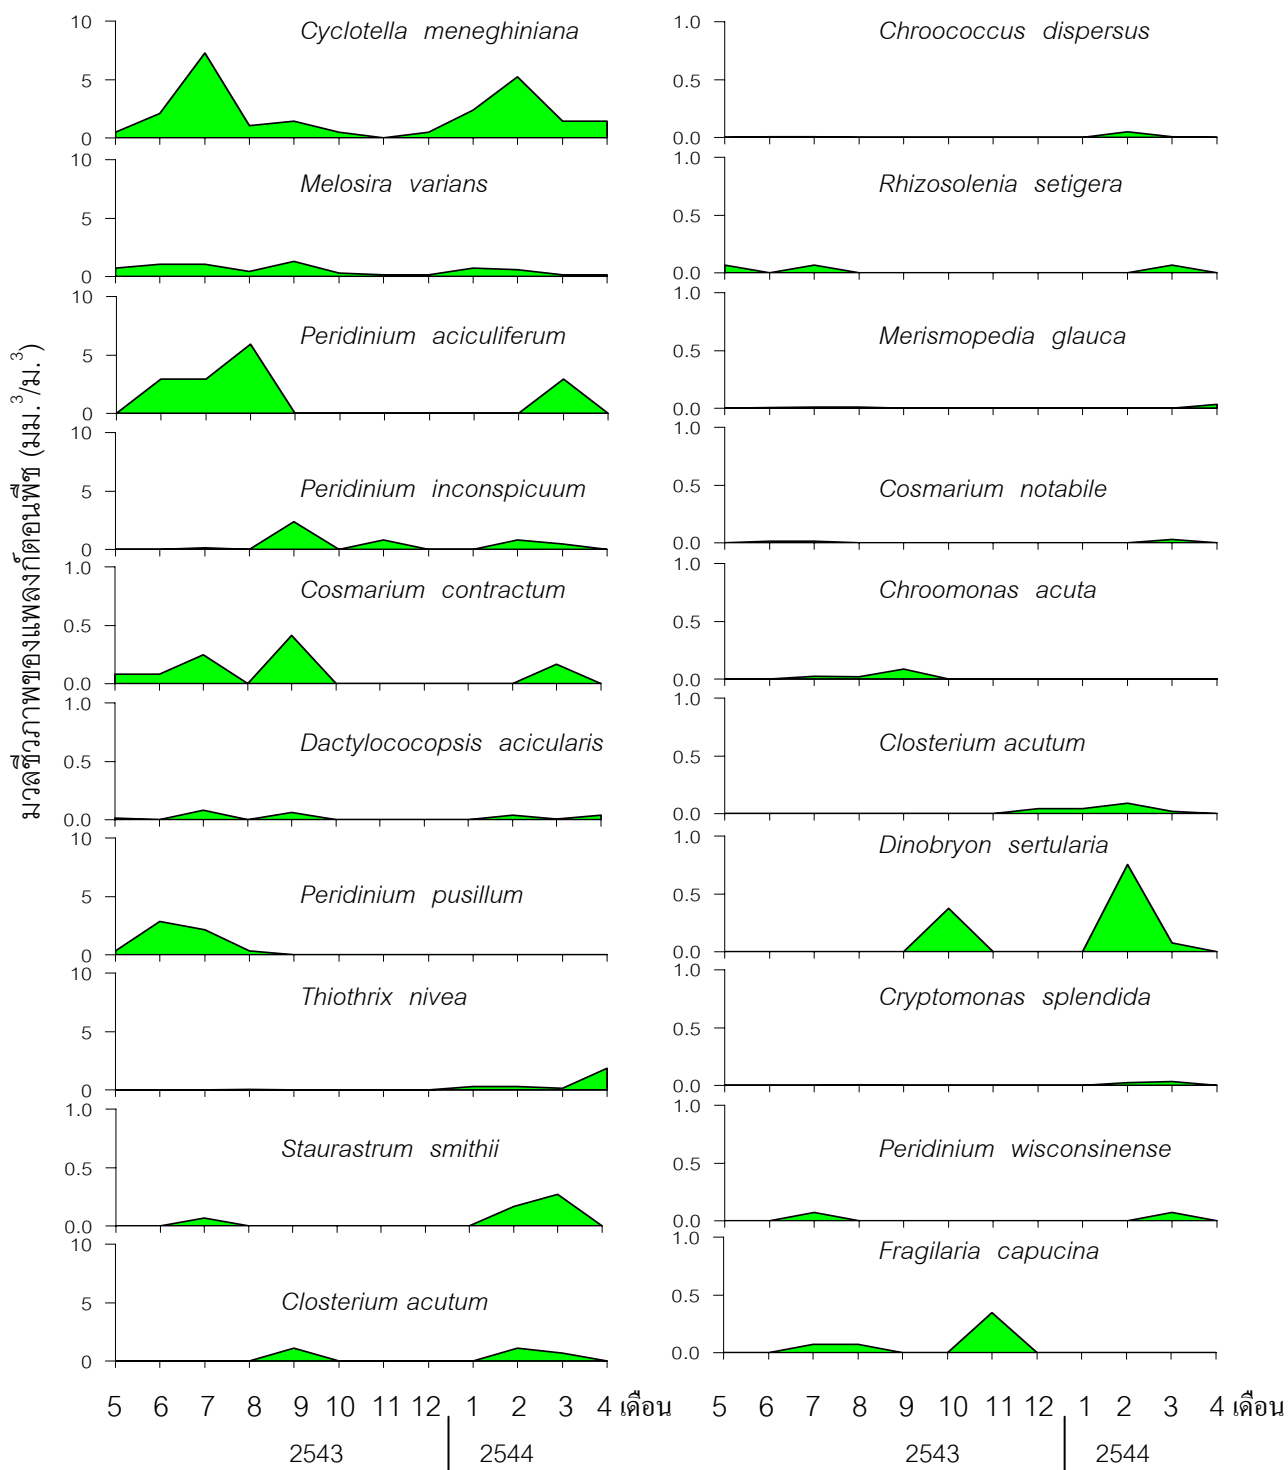 มวลชีวภาพของแพลงก์ตอนพืช (มม.³/ม.³)
10
Cyclotella meneghiniana
5
0
10
Melosira varians
5
0
10
Peridinium aciculiferum
5
0
10
Peridinium inconspicuum
5
0
1.0
Cosmarium contractum
0.5
0.0
1.0
Dactylococopsis acicularis
0.5
0.0
10
Peridinium pusillum
5
0
10
Thiothrix nivea
5
0
1.0
Staurastrum smithii
0.5
0.0
10
Closterium acutum
5
0
5 6 7 8 9 10 11 12 1 2 3 4 เดือน
2543 2544
1.0
Chroococcus dispersus
0.5
0.0
1.0
Rhizosolenia setigera
0.5
0.0
1.0
Merismopedia glauca
0.5
0.0
1.0
Cosmarium notabile
0.5
0.0
1.0
Chroomonas acuta
0.5
0.0
1.0
Closterium acutum
0.5
0.0
1.0
Dinobryon sertularia
0.5
0.0
1.0
Cryptomonas splendida
0.5
0.0
1.0
Peridinium wisconsinense
0.5
0.0
1.0
Fragilaria capucina
0.5
0.0
5 6 7 8 9 10 11 12 1 2 3 4 เดือน
2543 2544